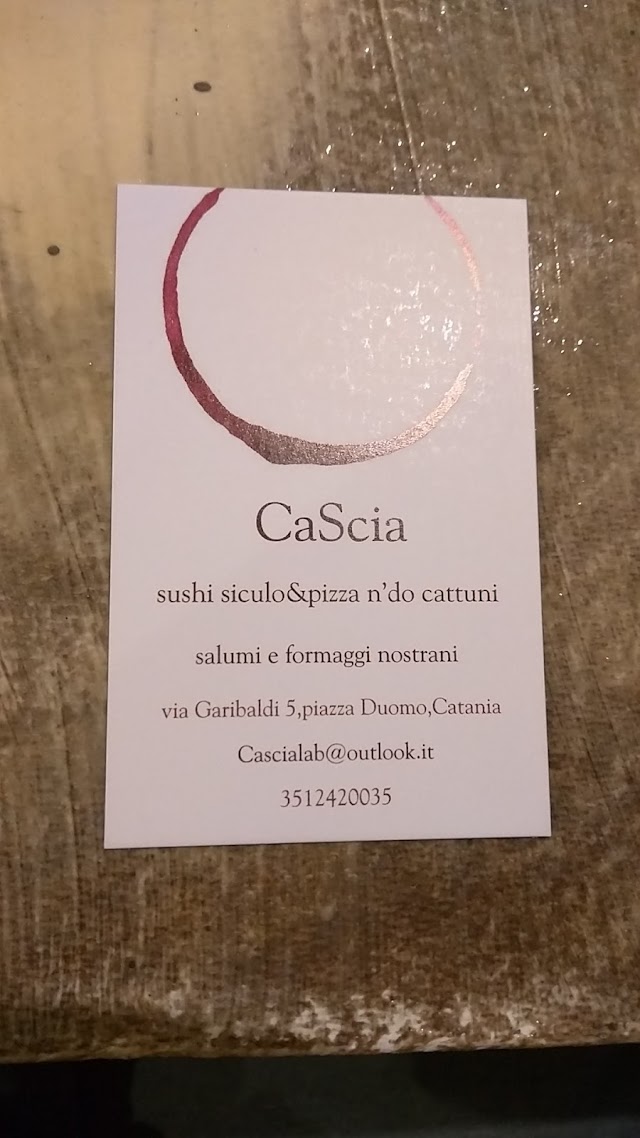 CaScia
sushi siculo&pizza n'do cattuni
salumi e formaggi nostrani
via Garibaldi 5,piazza Duomo,Catania
Cascialab@outlook.it
3512420035